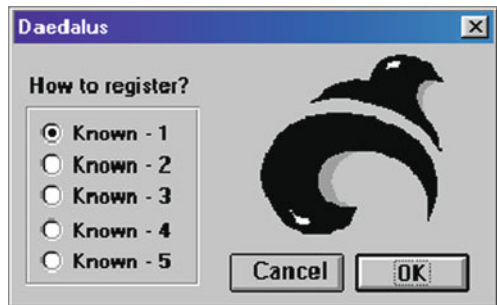 Daedalus
How to register?
Known - 1
Known - 2
Known - 3
Known - 4
Known - 5
Cancel
OK